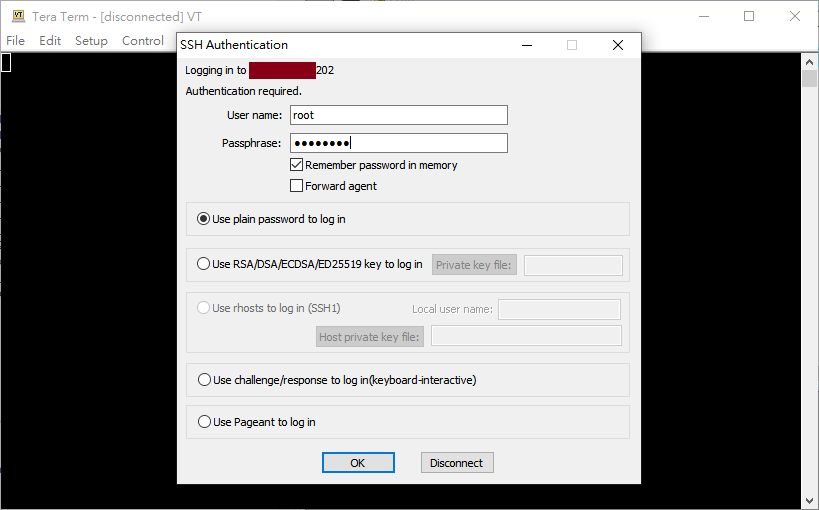 VT Tera Term - [disconnected] VT
File Edit Setup Control
SSH Authentication
Logging in to 202
Authentication required.
User name: root
Passphrase: ●●●●●●●●
Remember password in memory
Forward agent
Use plain password to log in
Use RSA/DSA/ECDSA/ED25519 key to log in Private key file:
Use rhosts to log in (SSH1) Local user name:
Host private key file:
Use challenge/response to log in(keyboard-interactive)
Use Pageant to log in
OK Disconnect